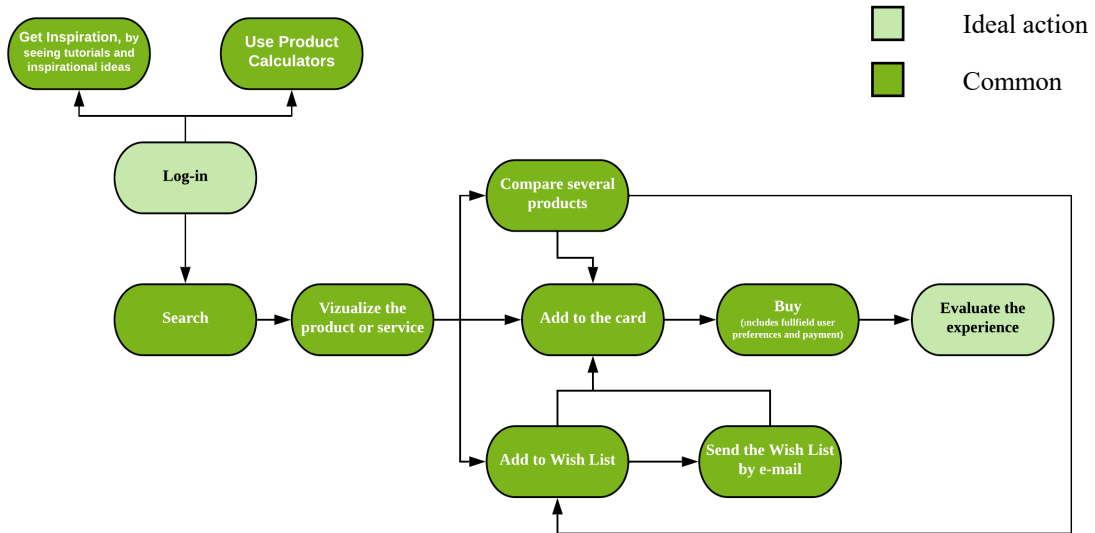 Get Inspiration, by
seeing tutorials and
inspirational ideas
Use Product
Calculators
Ideal action
Common
Log-in
Compare several
products
Search
Vizualize the
product or service
Add to the card
Buy
(includes fullfield user
preferences and payment)
Evaluate the
experience
Add to Wish List
Send the Wish List
by e-mail